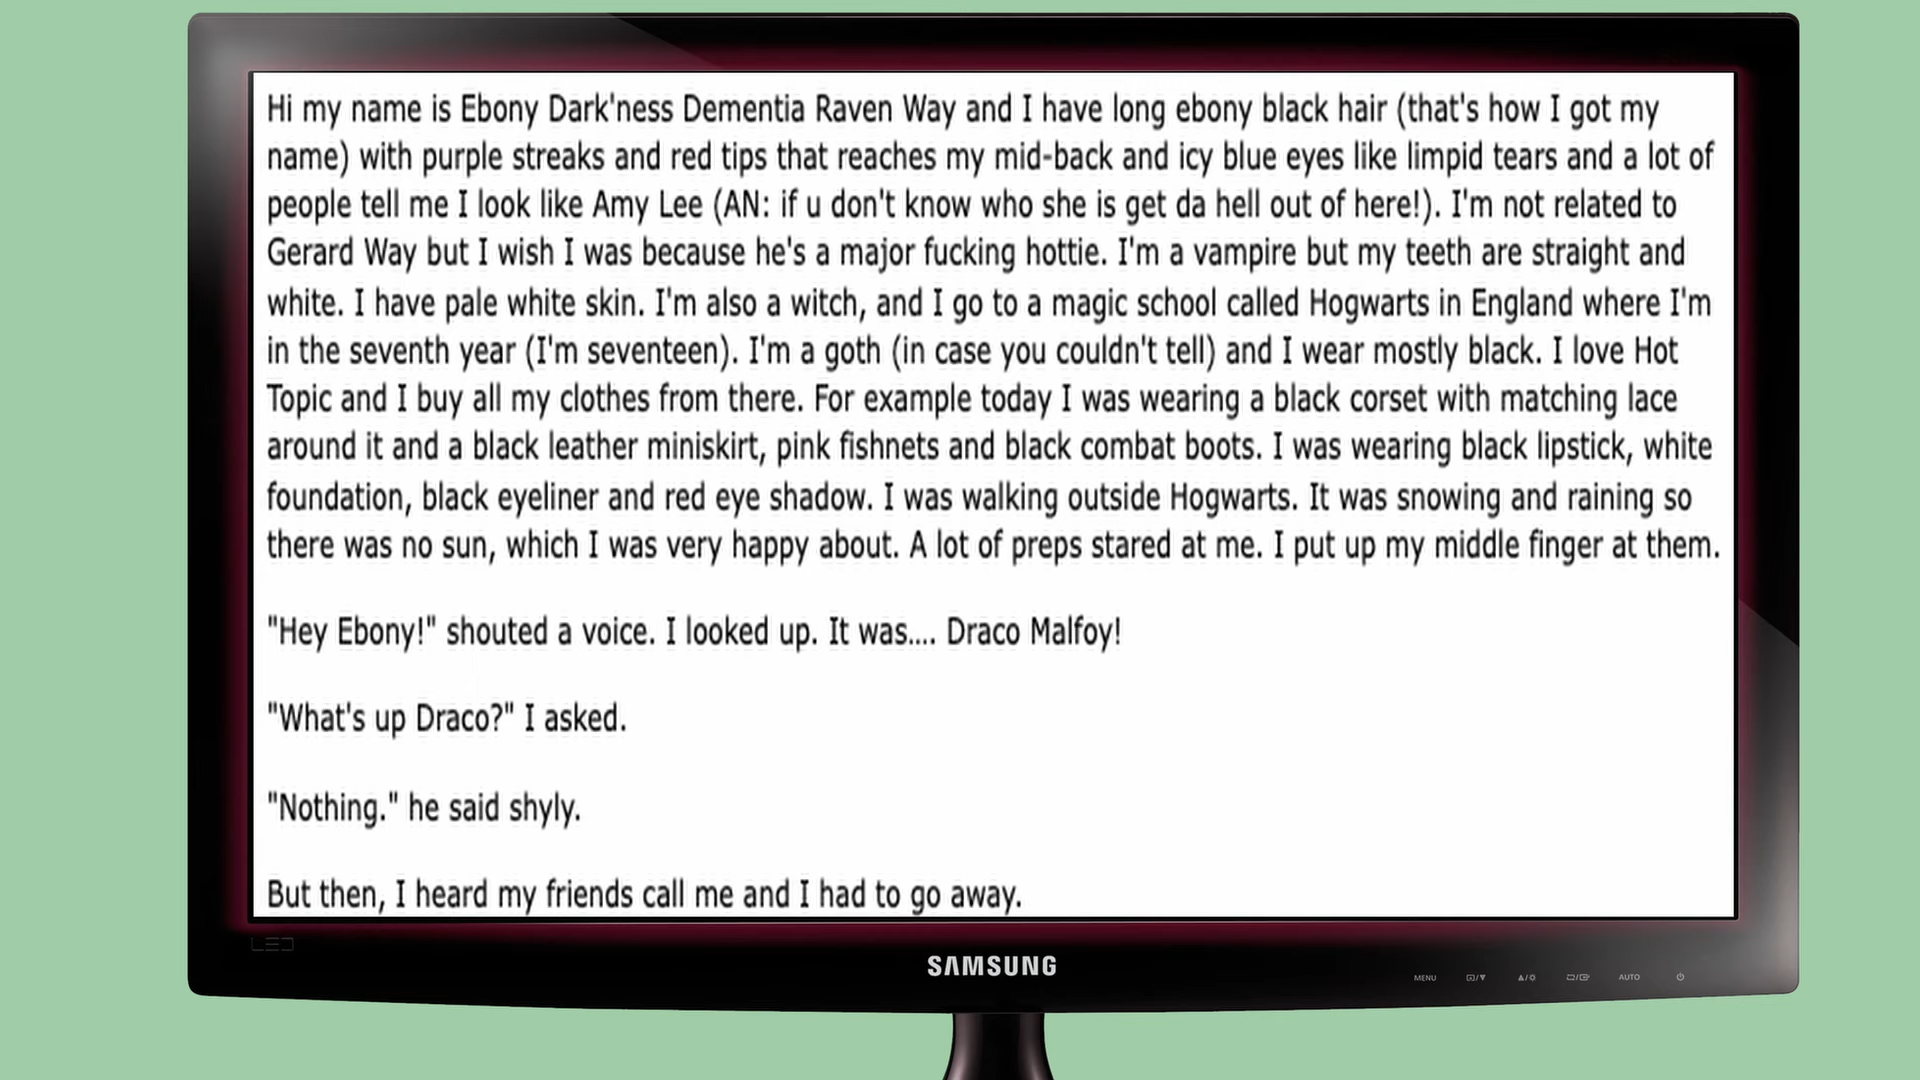 Hi my name is Ebony Dark'ness Dementia Raven Way and I have long ebony black hair (that's how I got my
name) with purple streaks and red tips that reaches my mid-back and icy blue eyes like limpid tears and a lot of
people tell me I look like Amy Lee (AN: if u don't know who she is get da hell out of here!). I'm not related to
Gerard Way but I wish I was because he's a major fucking hottie. I'm a vampire but my teeth are straight and
white. I have pale white skin. I'm also a witch, and I go to a magic school called Hogwarts in England where I'm
in the seventh year (I'm seventeen). I'm a goth (in case you couldn't tell) and I wear mostly black. I love Hot
Topic and I buy all my clothes from there. For example today I was wearing a black corset with matching lace
around it and a black leather miniskirt, pink fishnets and black combat boots. I was wearing black lipstick, white
foundation, black eyeliner and red eye shadow. I was walking outside Hogwarts. It was snowing and raining so
there was no sun, which I was very happy about. A lot of preps stared at me. I put up my middle finger at them.
"Hey Ebony!" shouted a voice. I looked up. It was.... Draco Malfoy!
"What's up Draco?" I asked.
"Nothing." he said shyly.
But then, I heard my friends call me and I had to go away.
LED
SAMSUNG
MENU AUTO